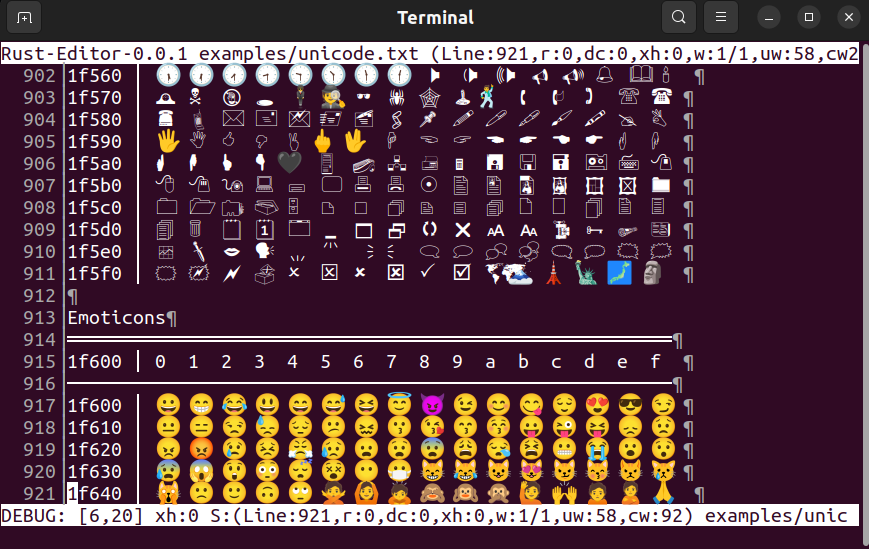 Terminal
Rust-Editor-0.0.1 examples/unicode.txt (Line:921,r:0,dc:0,xh:0,w:1/1,uw:58,cw2
902 1f560 ¶
903 1f570 ¶
904 1f580 ¶
905 1f590 ¶
906 1f5a0 ¶
907 1f5b0 ¶
908 1f5c0 ¶
909 1f5d0 ¶
910 1f5e0 ¶
911 1f5f0 ¶
912 ¶
913 Emoticons¶
914 ¶
915 1f600 0 1 2 3 4 5 6 7 8 9 a b c d e f ¶
916 ¶
917 1f600 ¶
918 1f610 ¶
919 1f620 ¶
920 1f630 ¶
921 1f640 ¶
DEBUG: [6,20] xh:0 S:(Line:921,r:0,dc:0,xh:0,w:1/1,uw:58,cw:92) examples/unic